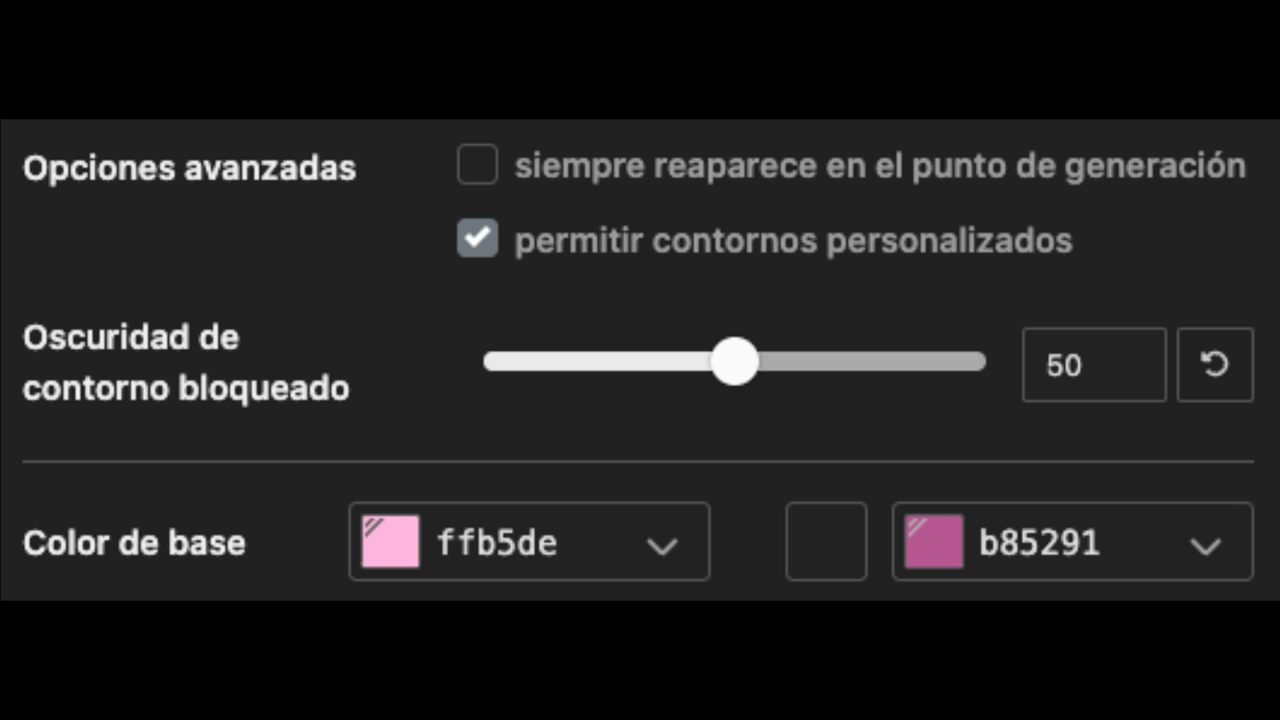 Opciones avanzadas
siempre reaparece en el punto de generación
permitir contornos personalizados
Oscuridad de
contorno bloqueado
50
Color de base
ffb5de
b85291